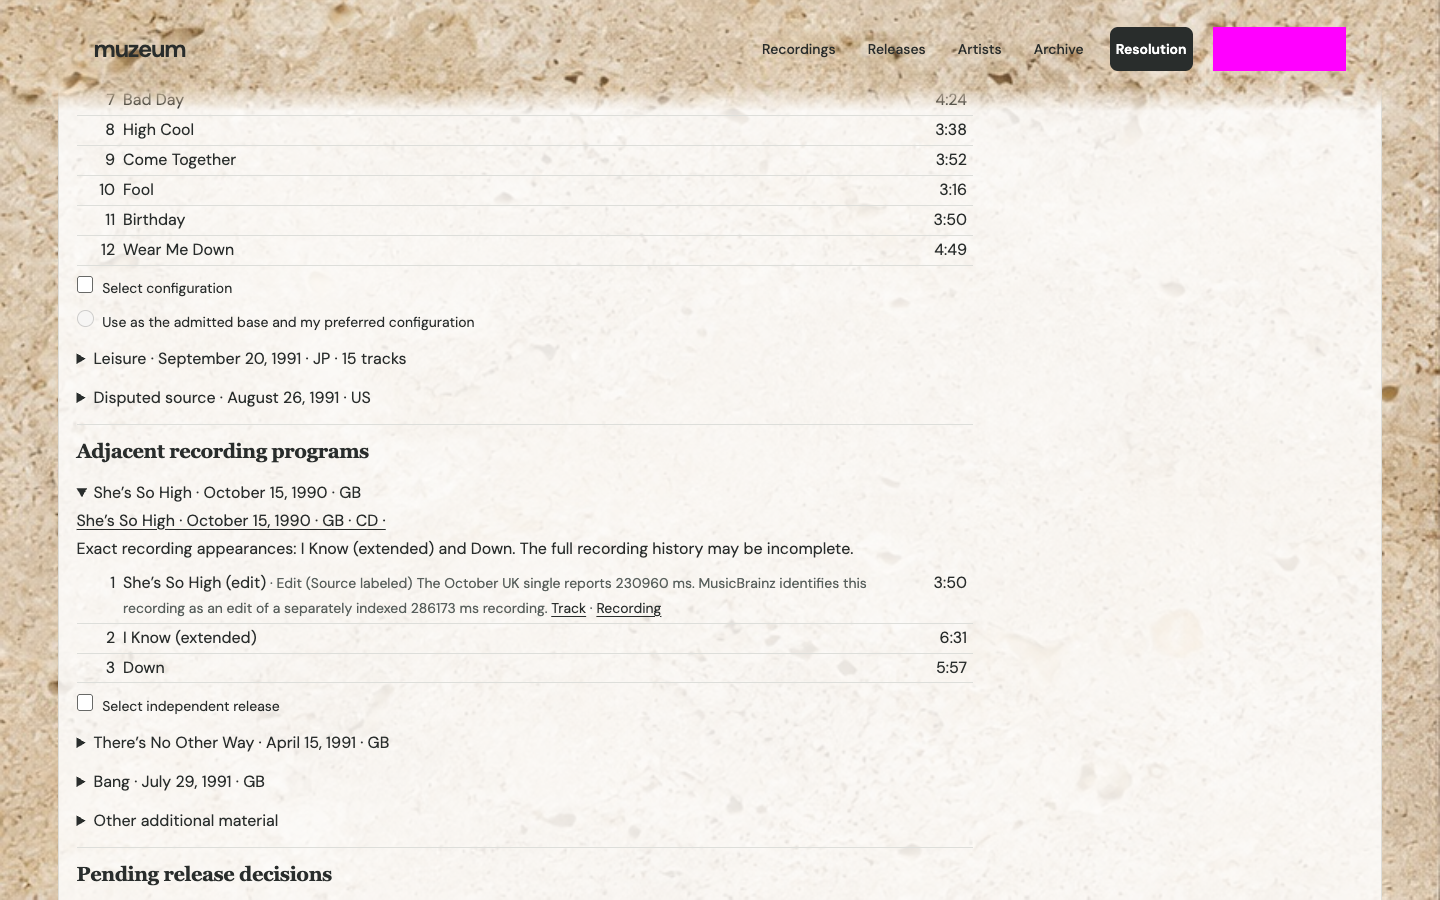 muzeum
Recordings Releases Artists Archive Resolution
7 Bad Day 4:24
8 High Cool 3:38
9 Come Together 3:52
10 Fool 3:16
11 Birthday 3:50
12 Wear Me Down 4:49
Select configuration
Use as the admitted base and my preferred configuration
▶ Leisure · September 20, 1991 · JP · 15 tracks
▶ Disputed source · August 26, 1991 · US
Adjacent recording programs
▼ She’s So High · October 15, 1990 · GB
She’s So High · October 15, 1990 · GB · CD ·
Exact recording appearances: I Know (extended) and Down. The full recording history may be incomplete.
1 She’s So High (edit) · Edit (Source labeled) The October UK single reports 230960 ms. MusicBrainz identifies this 3:50
recording as an edit of a separately indexed 286173 ms recording. Track · Recording
2 I Know (extended) 6:31
3 Down 5:57
Select independent release
▶ There’s No Other Way · April 15, 1991 · GB
▶ Bang · July 29, 1991 · GB
▶ Other additional material
Pending release decisions